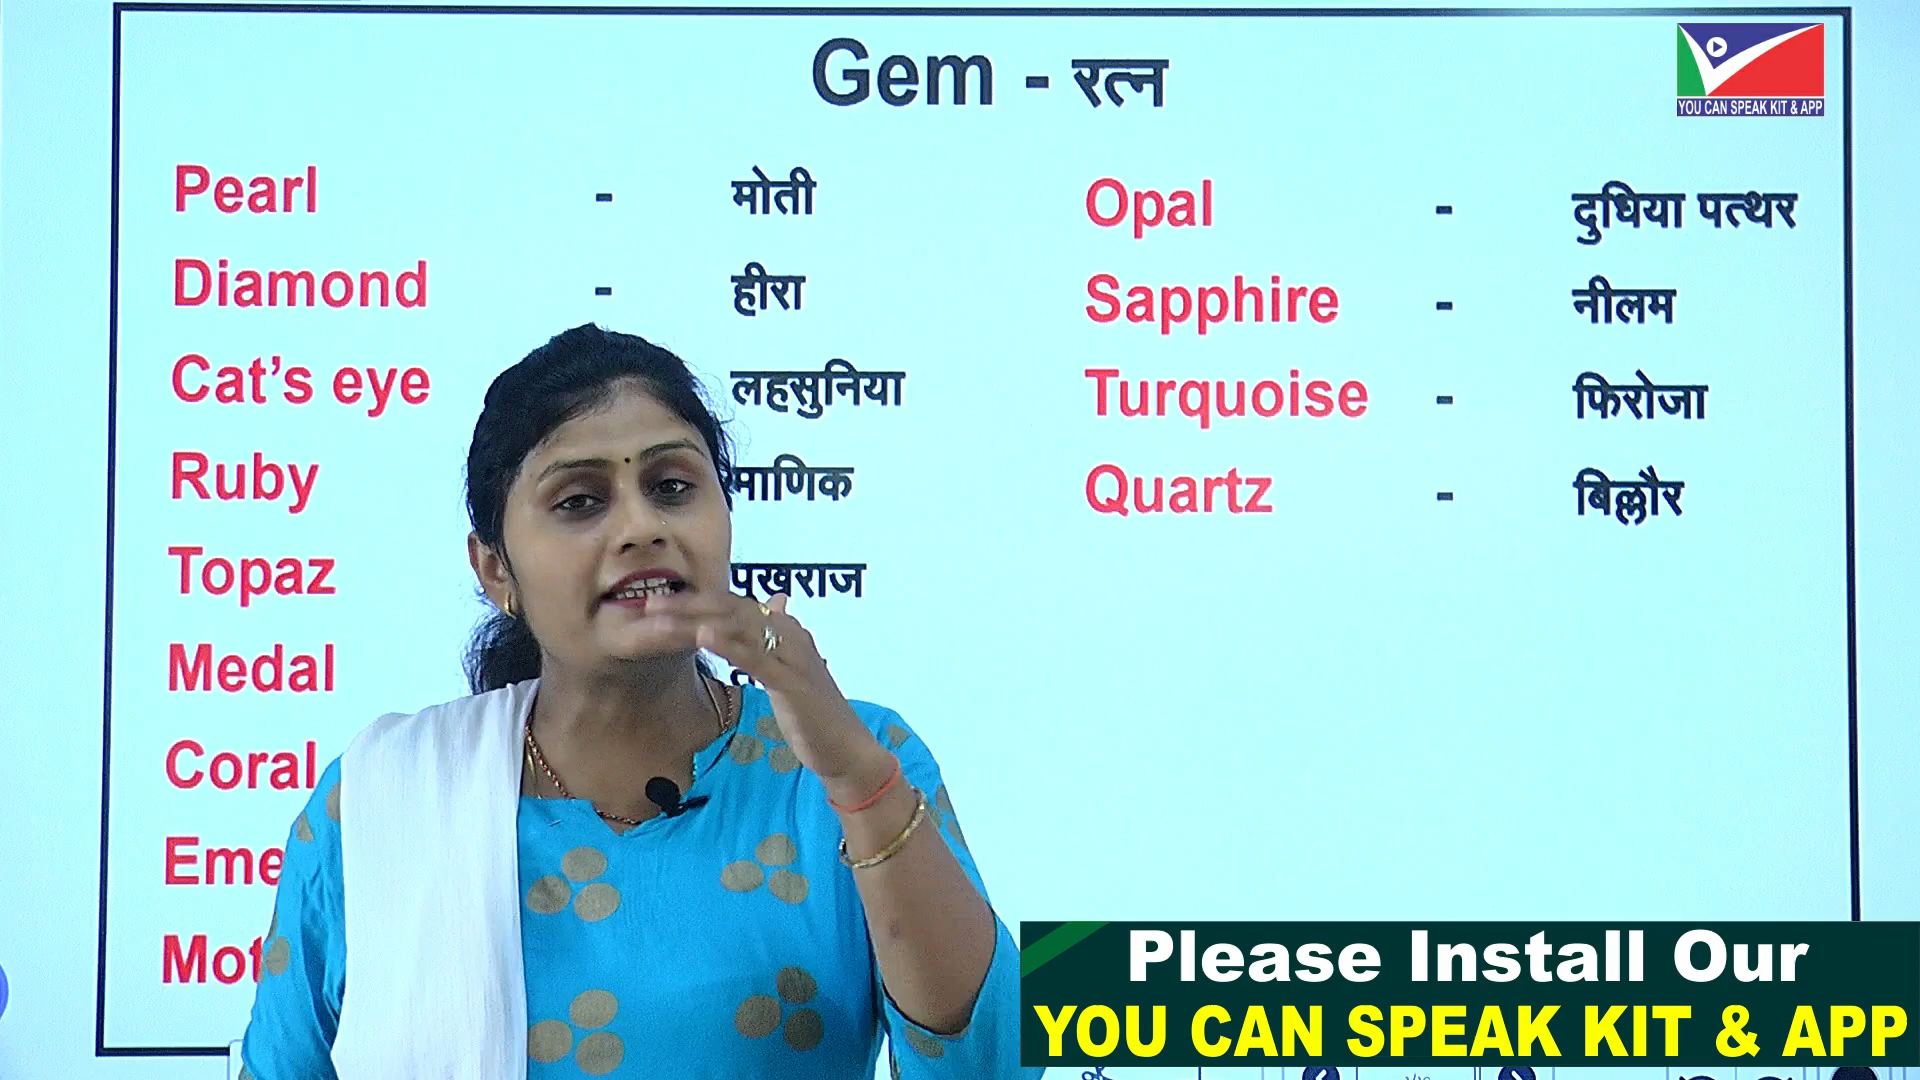 Gem - रत्न
YOU CAN SPEAK KIT & APP
Pearl - मोती
Diamond - हीरा
Cat's eye लहसुनिया
Ruby माणिक
Topaz पुखराज
Medal
Coral
Opal - दुधिया पत्थर
Sapphire - नीलम
Turquoise - फिरोजा
Quartz - बिल्लौर
Please Install Our
YOU CAN SPEAK KIT & APP